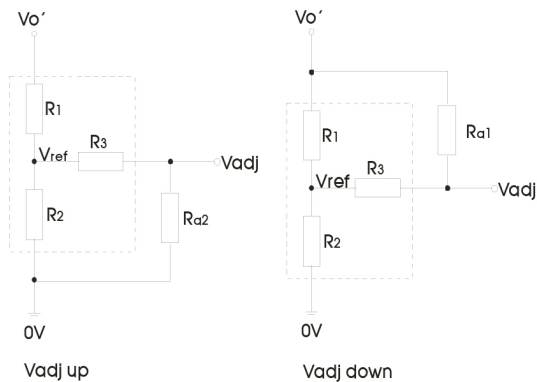 Vo′
R1
R3
Vref
Vadj
R2
Ra2
0V
Vadj up
Vo′
R1
Ra1
R3
Vref
Vadj
R2
0V
Vadj down